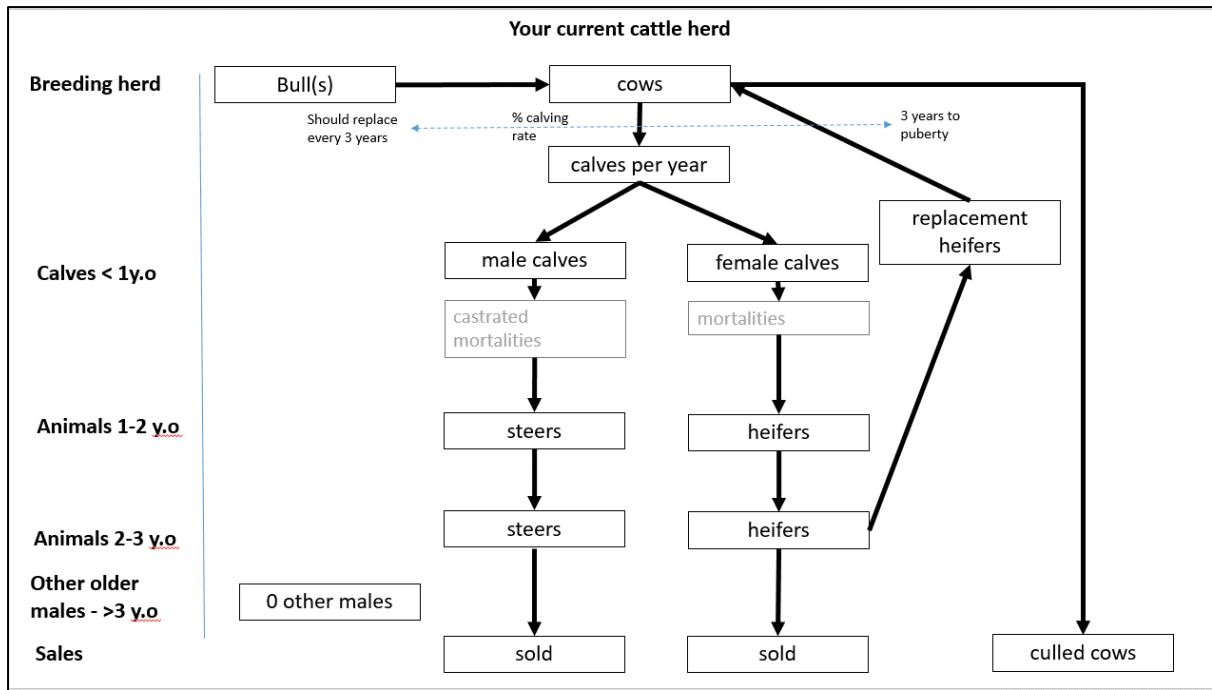 Your current cattle herd
Breeding herd
Bull(s)
cows
Should replace
every 3 years
% calving
rate
3 years to
puberty
calves per year
replacement
heifers
Calves < 1y.o
male calves
female calves
castrated
mortalities
mortalities
Animals 1-2 y.o
steers
heifers
Animals 2-3 y.o
steers
heifers
Other older
males - >3 y.o
0 other males
Sales
sold
sold
culled cows